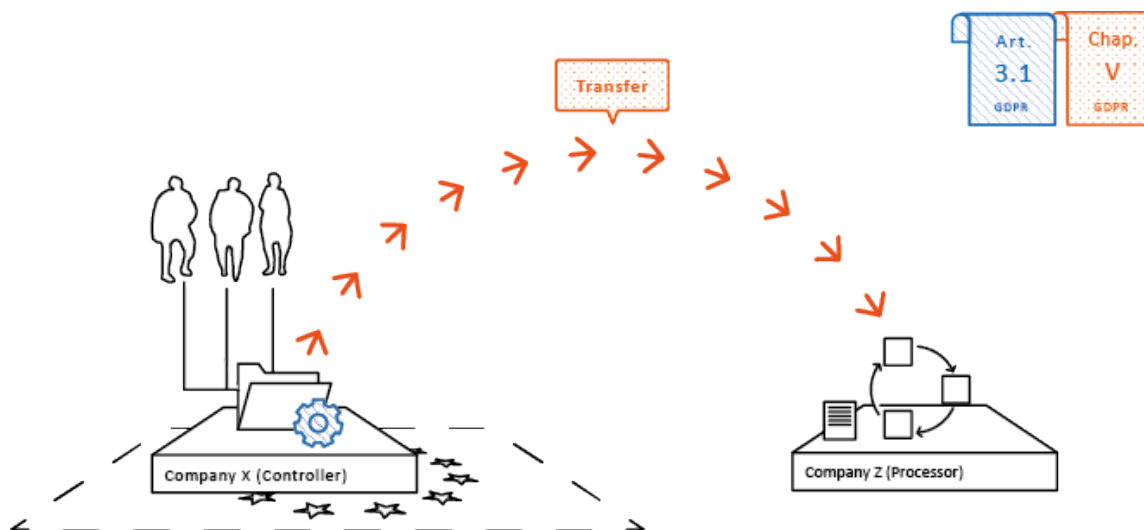 Art.
3.1
GDPR
Chap.
V
GDPR
Transfer
Company X (Controller)
Company Z (Processor)